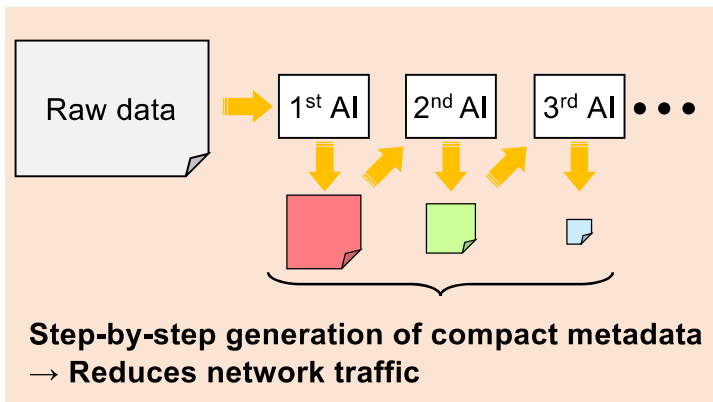 Raw data
1st AI
2nd AI
3rd AI
Step-by-step generation of compact metadata
→ Reduces network traffic